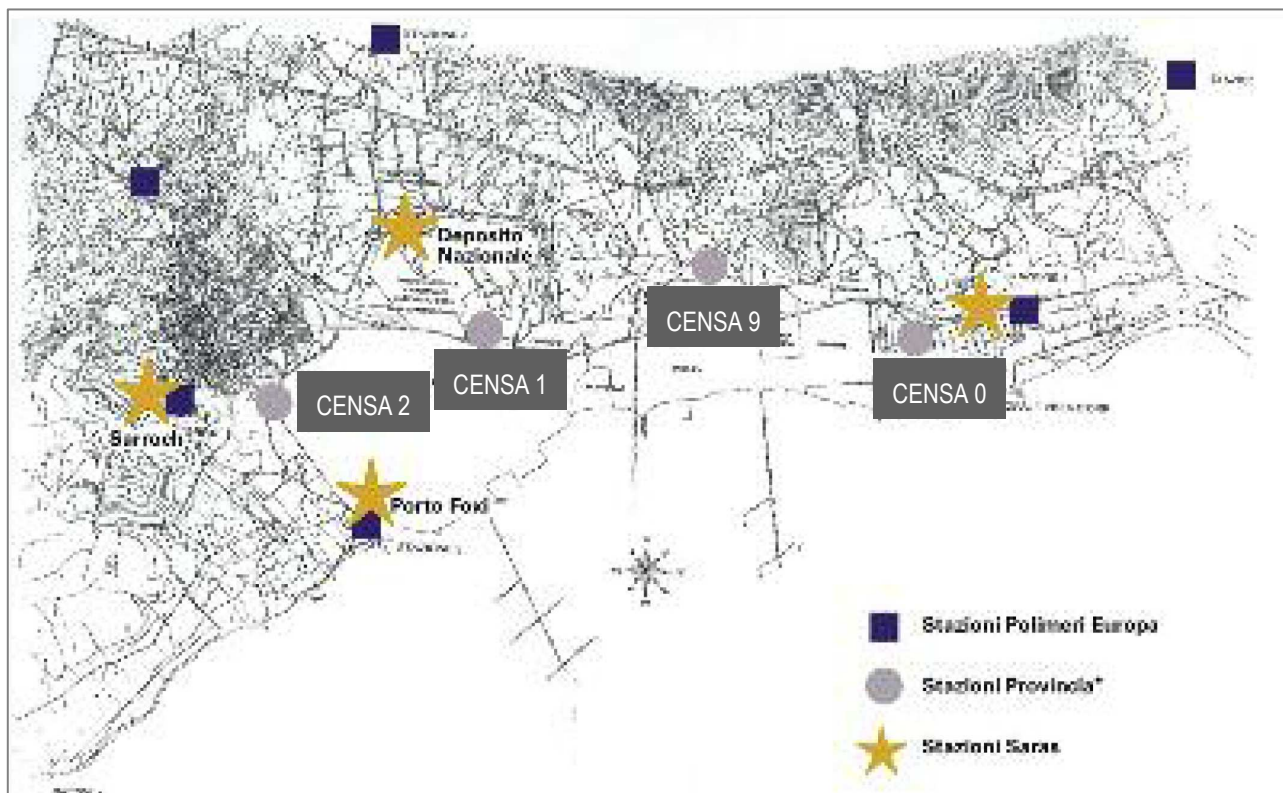 Deposito
Nazionale
CENSA 9
CENSA 1
CENSA 0
CENSA 2
Sarroch
Porto Foxi
Stazioni Polimeri Europa
Stazioni Provincia*
Stazioni Saras